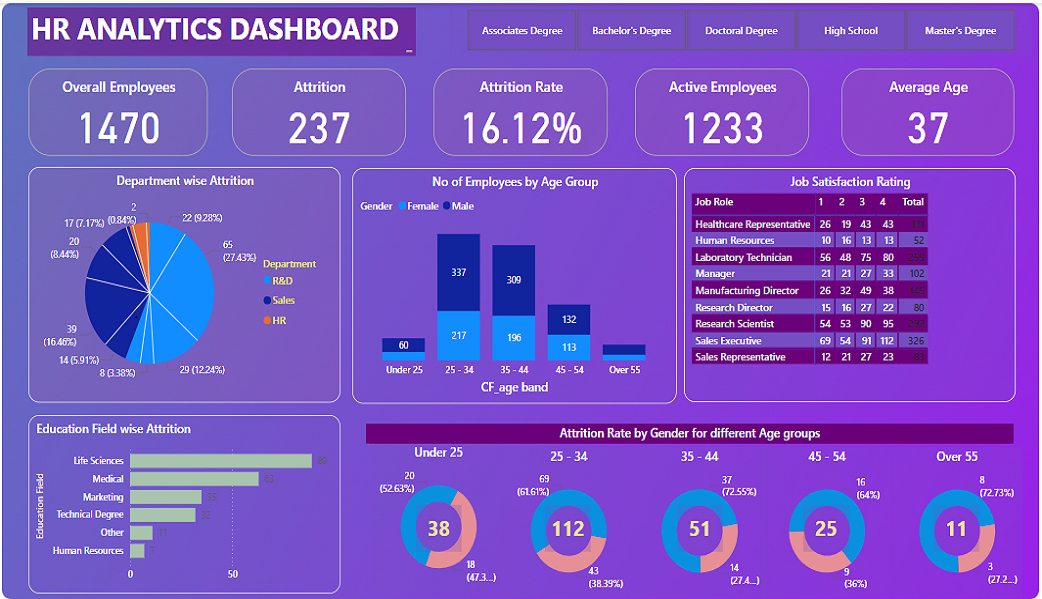 HR ANALYTICS DASHBOARD _
Associates Degree
Bachelor's Degree
Doctoral Degree
High School
Master's Degree
Overall Employees
1470
Attrition
237
Attrition Rate
16.12%
Active Employees
1233
Average Age
37
Department wise Attrition
2
(0.84%)
22 (9.28%)
17 (7.17%)
20
(8.44%)
65
(27.43%)
39
(16.46%)
14 (5.91%)
8 (3.38%)
29 (12.24%)
Department
R&D
Sales
HR
No of Employees by Age Group
Gender Female Male
60
337
217
309
196
132
113
Under 25 25 - 34 35 - 44 45 - 54 Over 55
CF_age band
Job Satisfaction Rating
Job Role 1 2 3 4 Total
Healthcare Representative 26 19 43 43
Human Resources 10 16 13 13 52
Laboratory Technician 56 48 75 80
Manager 21 21 27 33 102
Manufacturing Director 26 32 49 38
Research Director 15 16 27 22 80
Research Scientist 54 53 90 95
Sales Executive 69 54 91 112 326
Sales Representative 12 21 27 23
Education Field wise Attrition
Education Field
Life Sciences
Medical
Marketing
Technical Degree
Other
Human Resources
0 50
Attrition Rate by Gender for different Age groups
Under 25
20
(52.63%)
38
18
(47.3...)
25 - 34
69
(61.61%)
112
43
(38.39%)
35 - 44
37
(72.55%)
51
14
(27.4...)
45 - 54
16
(64%)
25
9
(36%)
Over 55
8
(72.73%)
11
3
(27.2...)